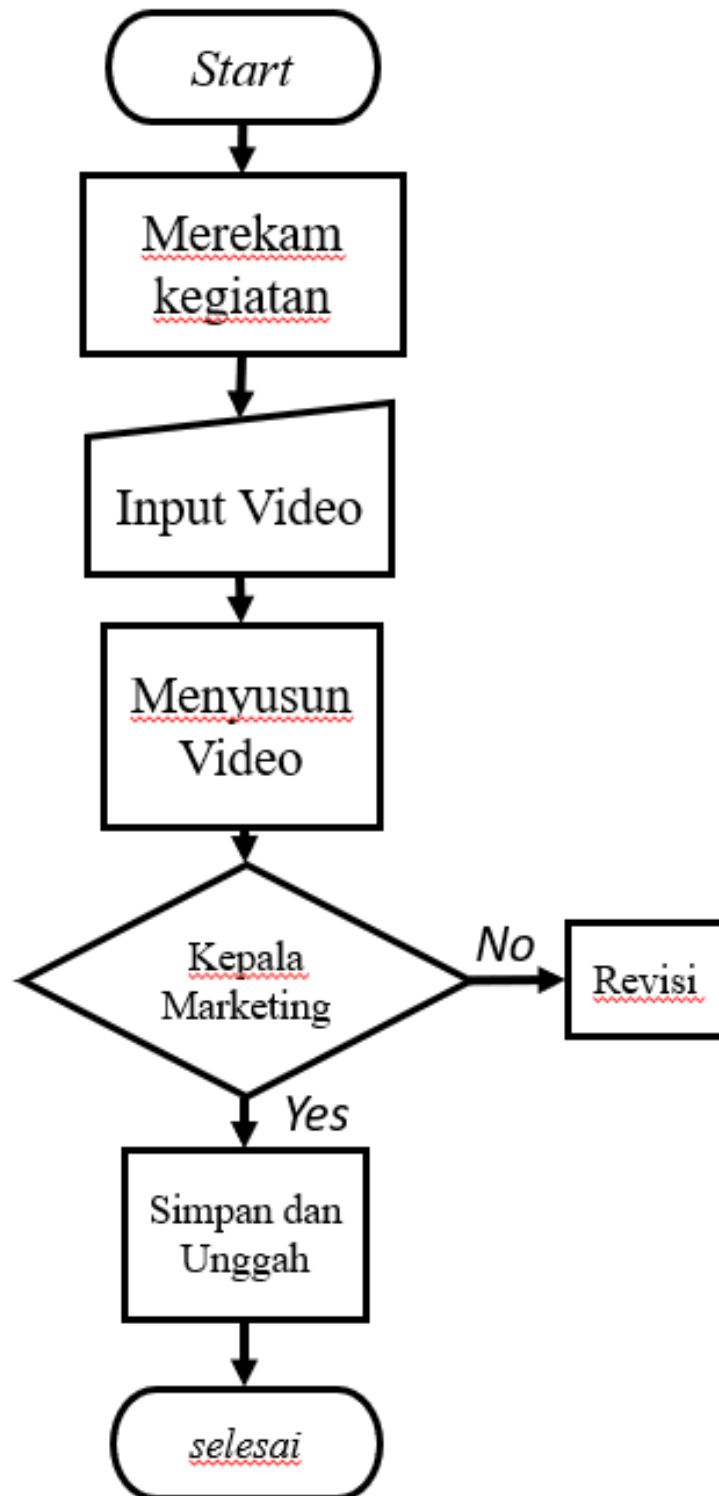 Start
Merekam
kegiatan
Input Video
Menyusun
Video
Kepala
Marketing
No
Revisi
Yes
Simpan dan
Unggah
selesai